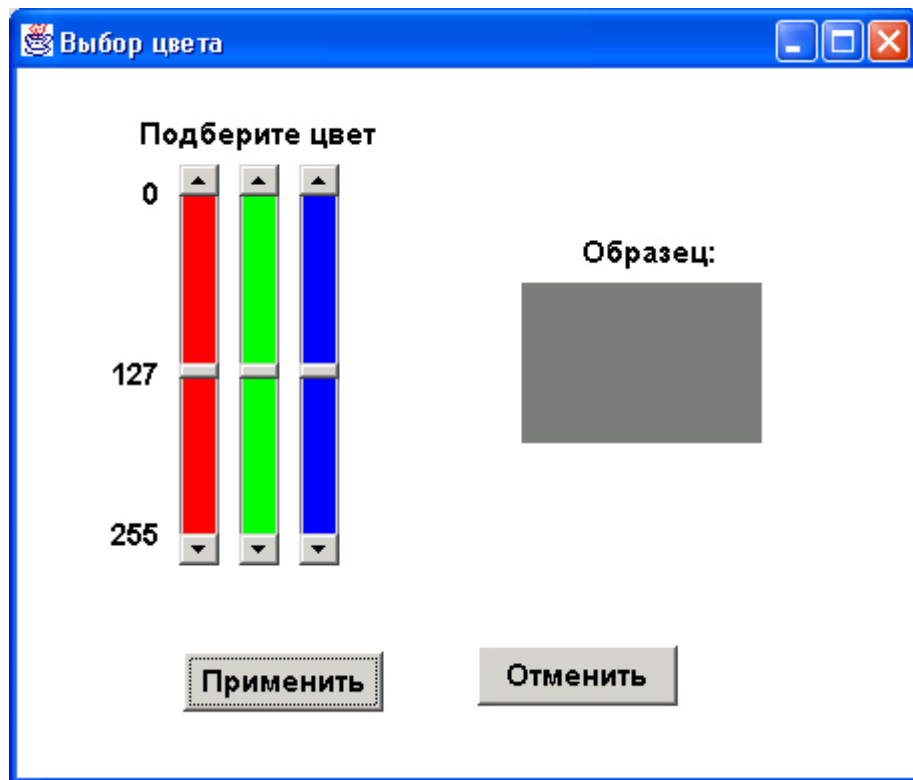 Выбор цвета
Подберите цвет
0
Образец:
127
255
Применить
Отменить